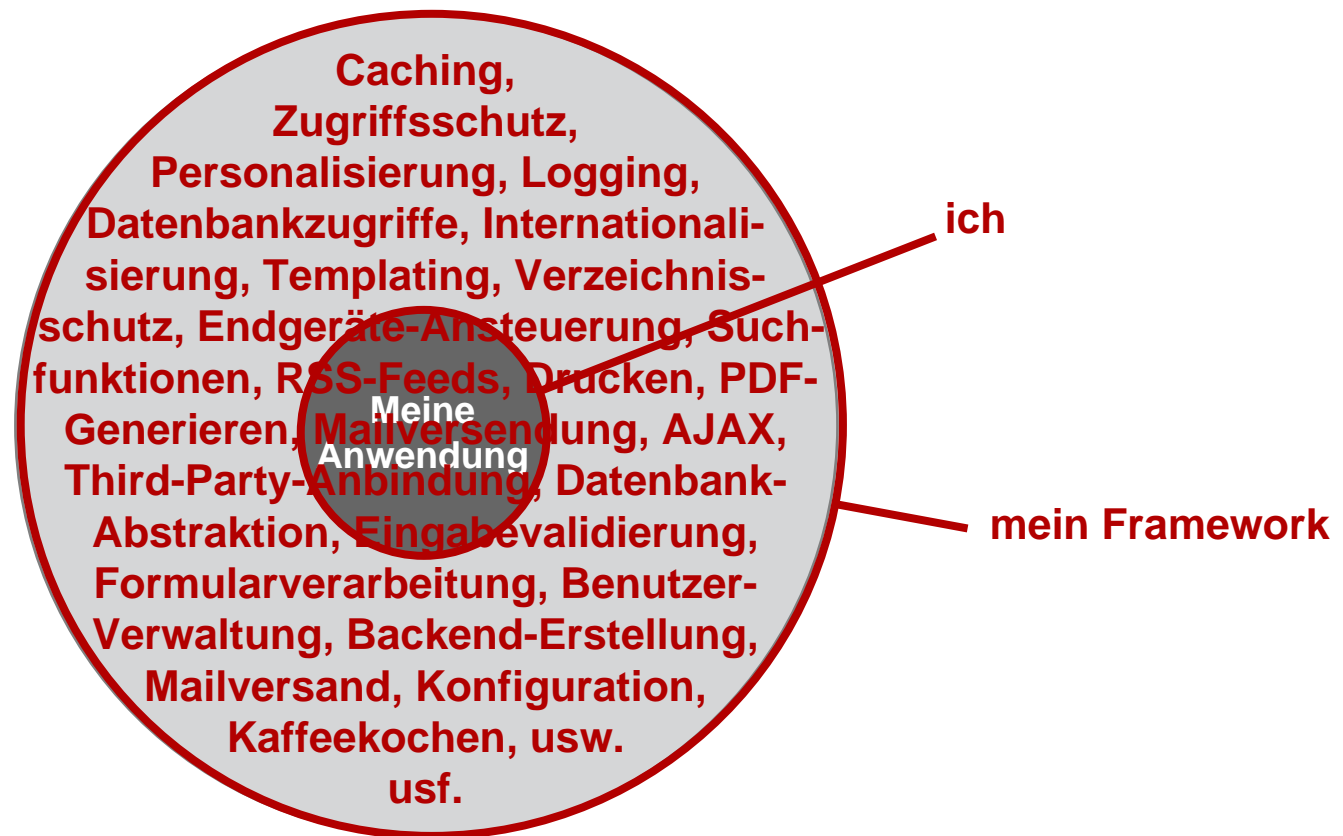 Caching,
Zugriffsschutz,
Personalisierung, Logging,
Datenbankzugriffe, Internationali-
sierung, Templating, Verzeichnis-
schutz, Endgeräte-Ansteuerung, Such-
funktionen, RSS-Feeds, Drucken, PDF-
Generieren, Mailversendung, AJAX,
Third-Party-Anbindung, Datenbank-
Abstraktion, Eingabevalidierung,
Formularverarbeitung, Benutzer-
Verwaltung, Backend-Erstellung,
Mailversand, Konfiguration,
Kaffeekochen, usw.
usf.
Meine
Anwendung
ich
mein Framework